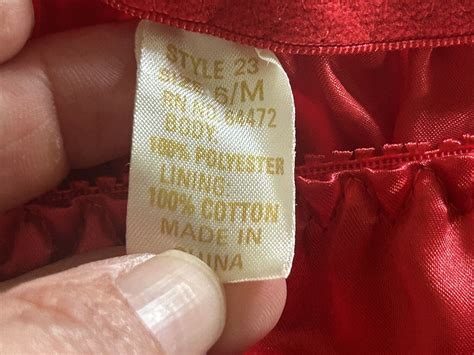 STYLE 23
SIZE: 6/M
RN NO. 64472
BODY:
100% POLYESTER
LINING:
100% COTTON
MADE IN
CHINA